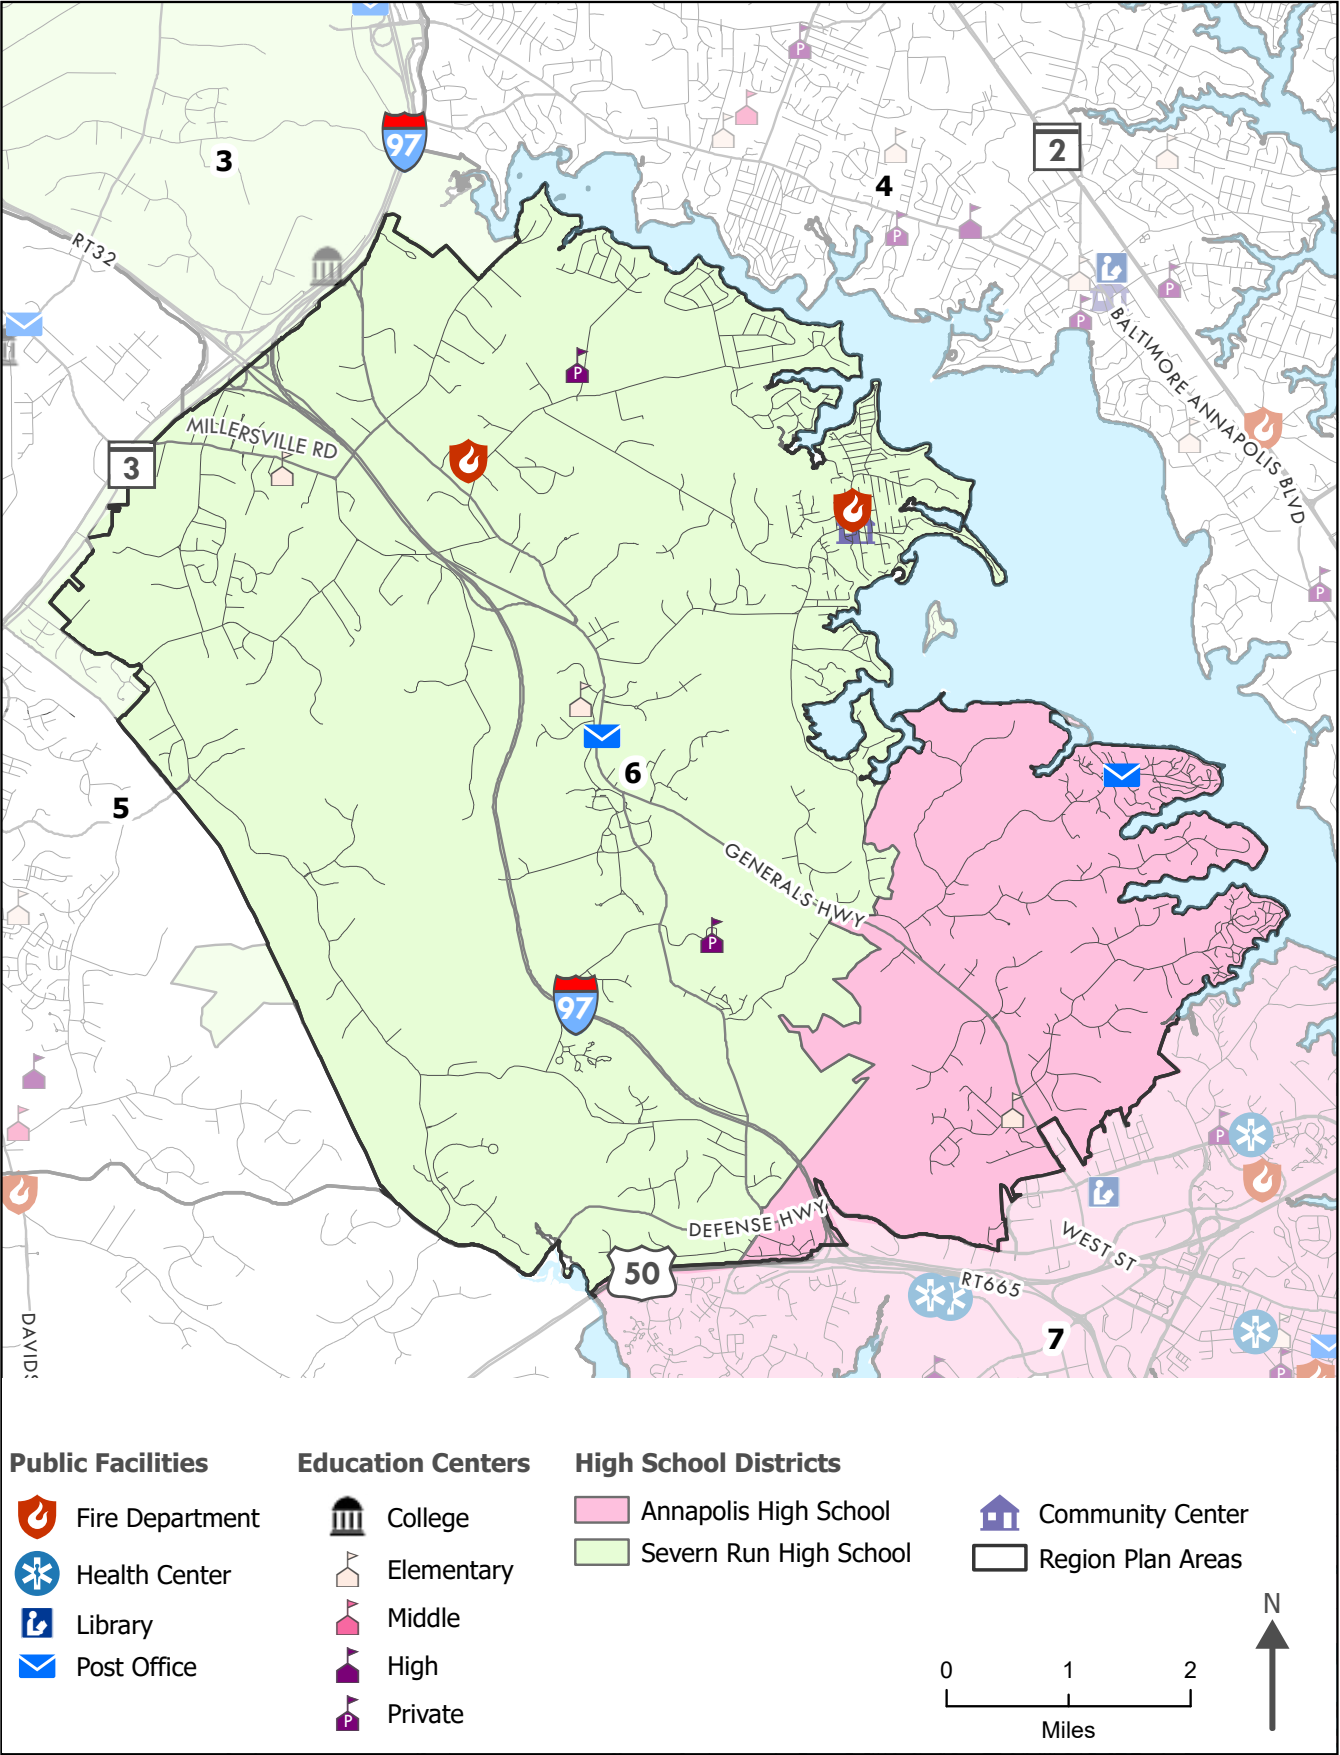 97
2
3
4
RT32
BALTIMORE-ANNAPOLIS BLVD
MILLERSVILLE RD
3
6
5
GENERALS HWY
97
DEFENSE HWY
50
WEST ST
RT665
7
DAVIDS
Public Facilities
Fire Department
Health Center
Library
Post Office
Education Centers
College
Elementary
Middle
High
P Private
High School Districts
Annapolis High School
Severn Run High School
Community Center
Region Plan Areas
N
0 1 2
Miles